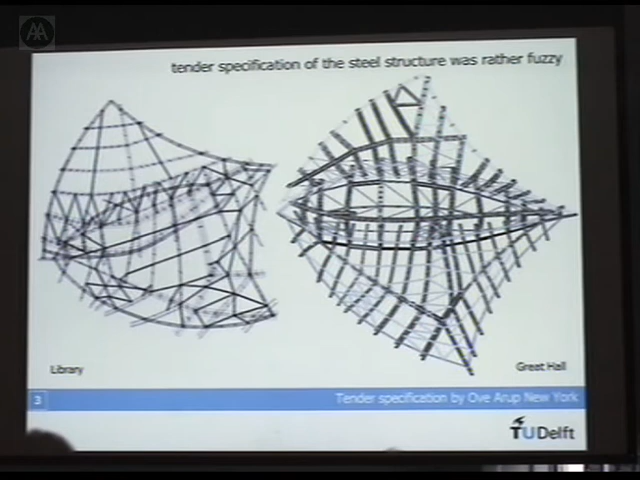 AA
tender specification of the steel structure was rather fuzzy
Library
Great Hall
3
Tender specification by Ove Arup New York
TUDelft